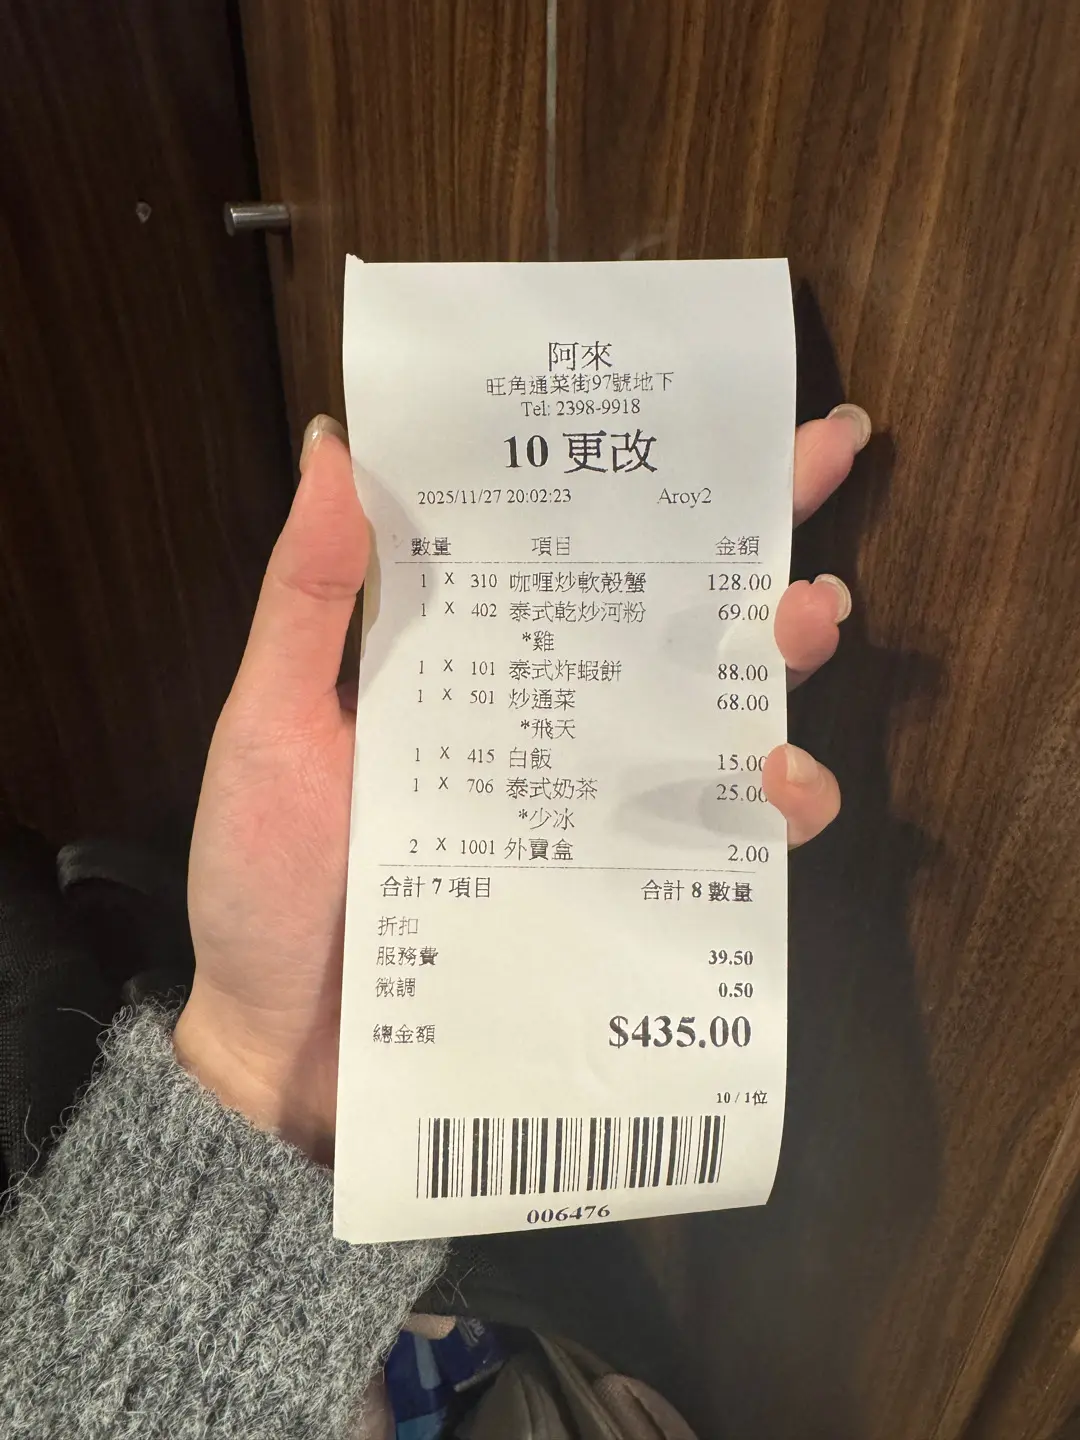 阿來
旺角通菜街97號地下
Tel: 2398-9918
10 更改
2025/11/27 20:02:23 Aroy2
數量 項目 金額
1 X 310 咖喱炒軟殼蟹 128.00
1 X 402 泰式乾炒河粉 69.00
*雞
1 X 101 泰式炸蝦餅 88.00
1 X 501 炒通菜 68.00
*飛天
1 X 415 白飯 15.00
1 X 706 泰式奶茶 25.00
*少冰
2 X 1001 外賣盒 2.00
合計 7 項目 合計 8 數量
折扣
服務費 39.50
微調 0.50
總金額 $435.00
10 / 1位
006476